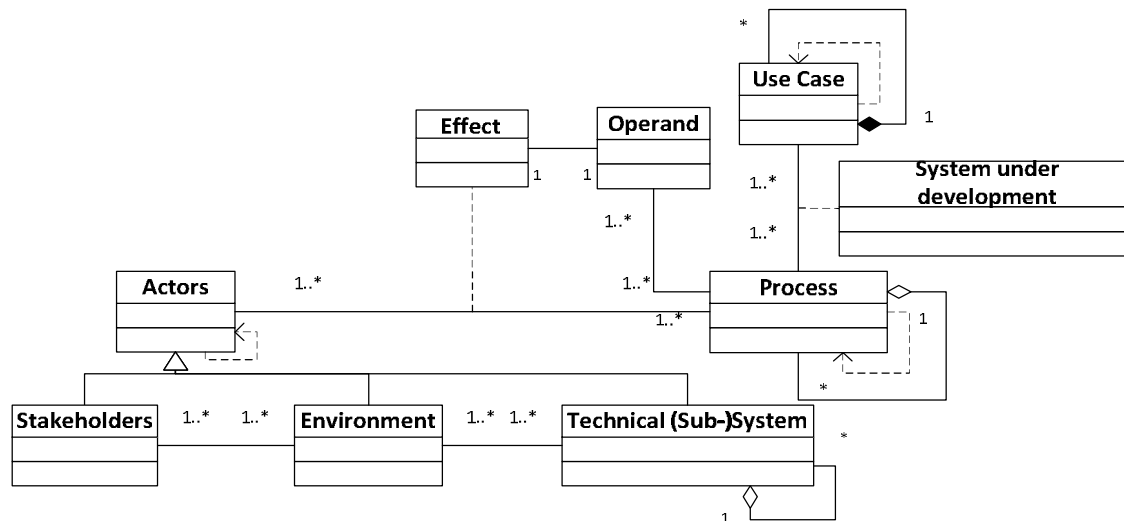 *
Use Case
1
Effect
Operand
System under
development
1
1
1..*
1..*
1..*
Actors
1..*
1..*
Process
1..*
1
*
Stakeholders
1..*
1..*
Environment
1..*
1..*
Technical (Sub-)System
*
1